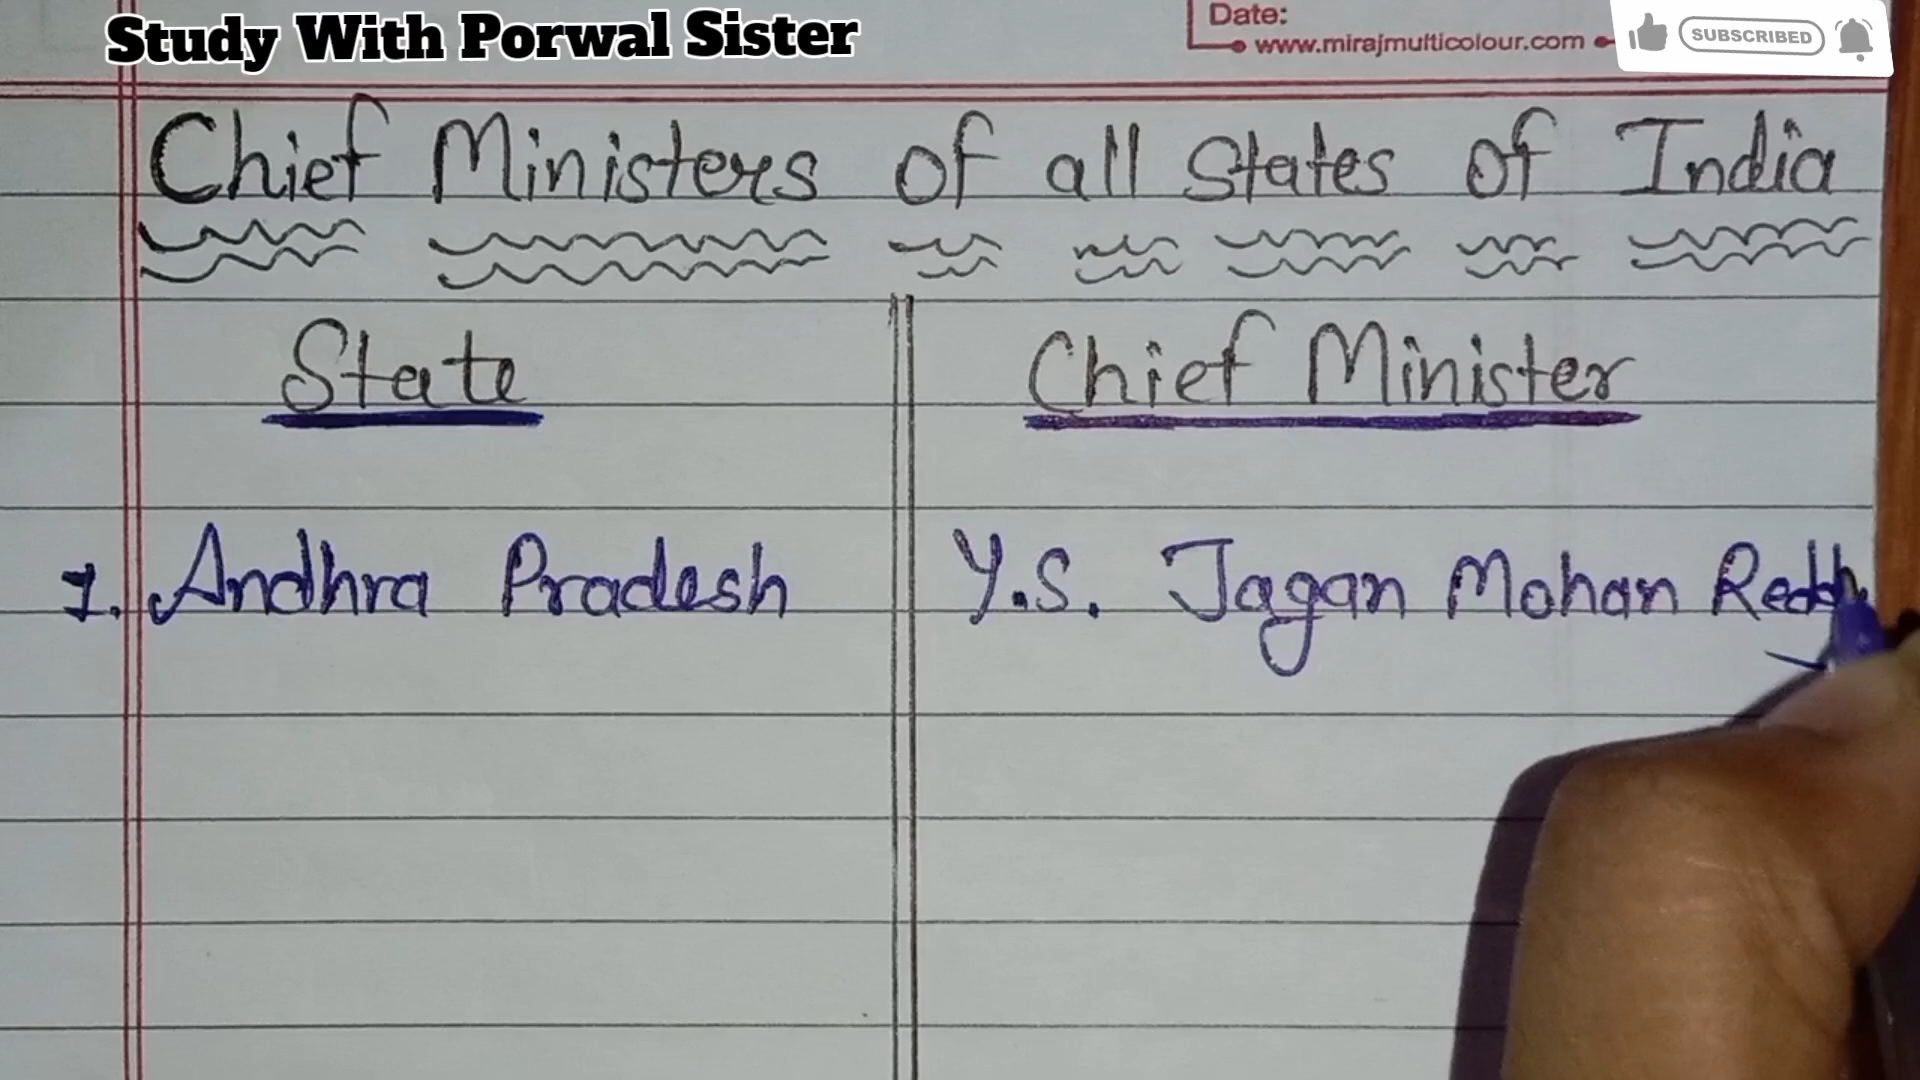 Study With Porwal Sister
Date:
www.mirajmulticolour.com
SUBSCRIBED
Chief Ministers of all States of India
State Chief Minister
1. Andhra Pradesh Y.S. Jagan Mohan Reddy